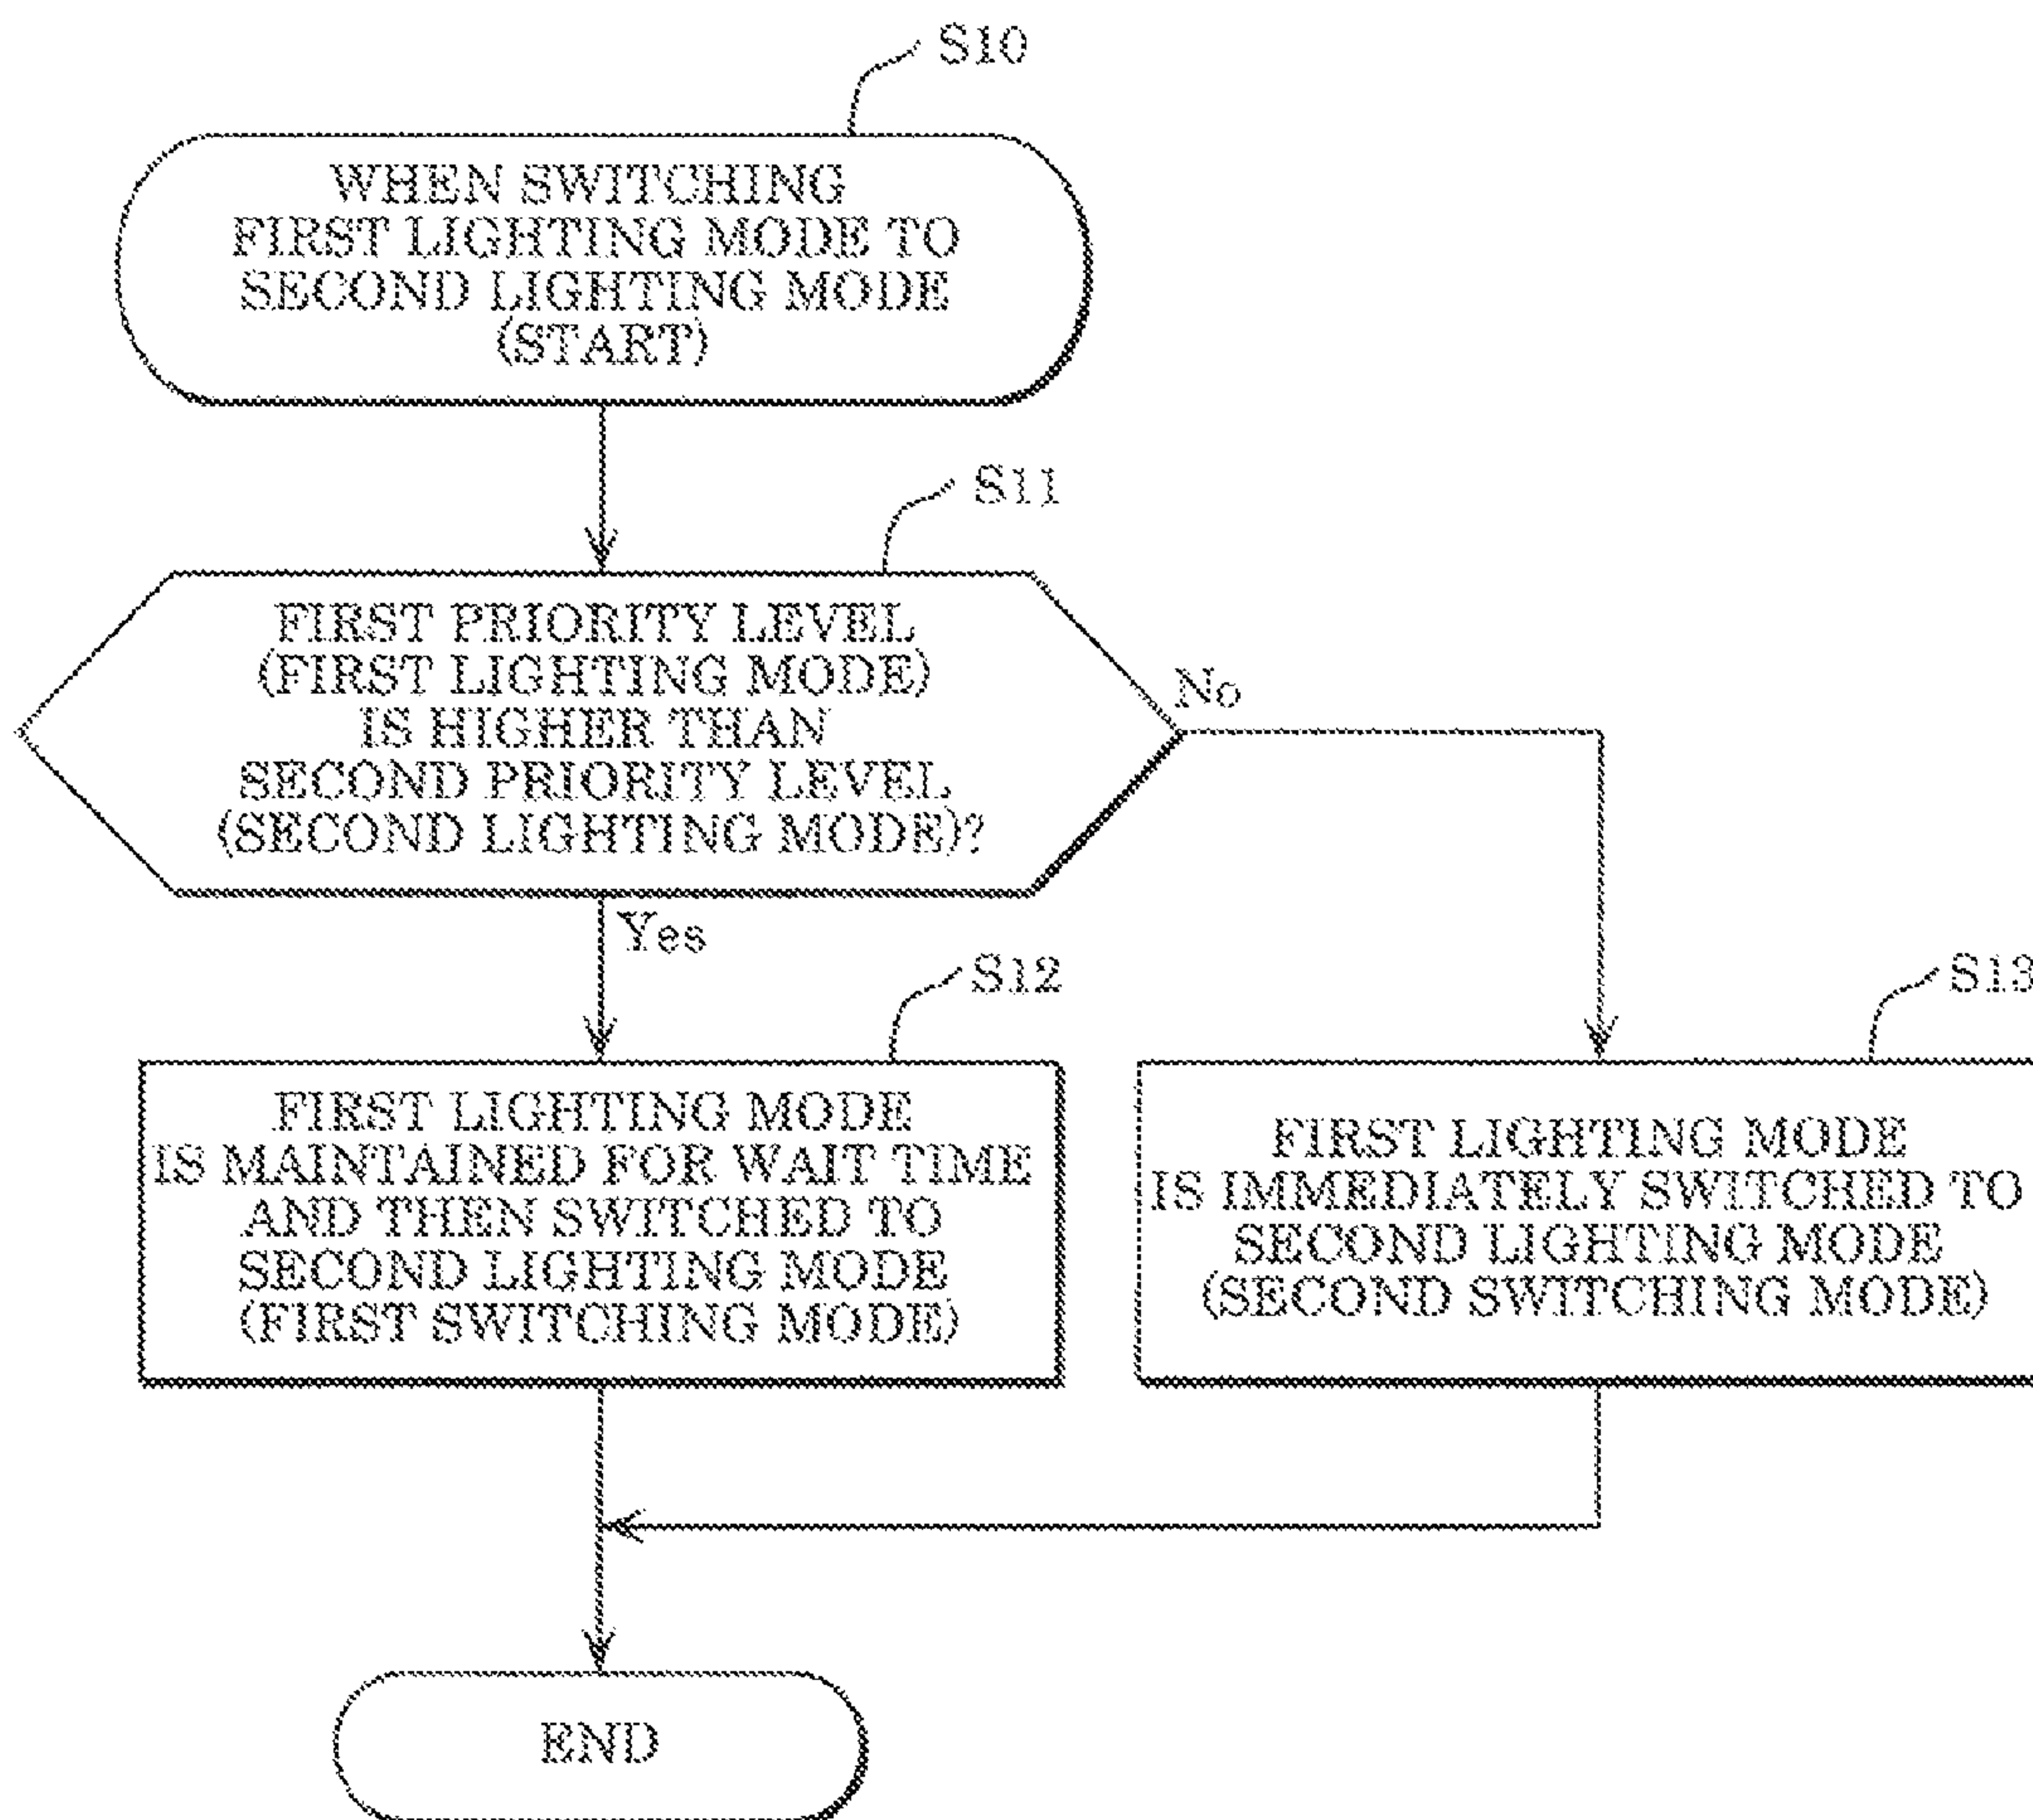 S10
WHEN SWITCHING
FIRST LIGHTING MODE TO
SECOND LIGHTING MODE
(START)
S11
FIRST PRIORITY LEVEL
(FIRST LIGHTING MODE)
IS HIGHER THAN
SECOND PRIORITY LEVEL
(SECOND LIGHTING MODE)?
No
Yes
S12
FIRST LIGHTING MODE
IS MAINTAINED FOR WAIT TIME
AND THEN SWITCHED TO
SECOND LIGHTING MODE
(FIRST SWITCHING MODE)
S13
FIRST LIGHTING MODE
IS IMMEDIATELY SWITCHED TO
SECOND LIGHTING MODE
(SECOND SWITCHING MODE)
END